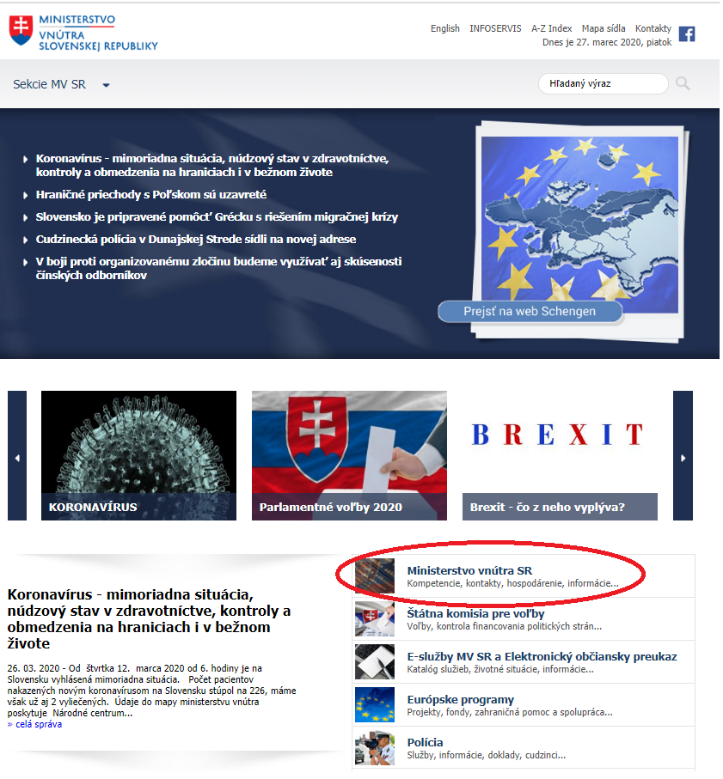 MINISTERSTVO
VNÚTRA
SLOVENSKEJ REPUBLIKY
English INFOSERVIS A-Z Index Mapa sídla Kontakty
Dnes je 27. marec 2020, piatok
Sekcie MV SR
Hľadaný výraz
Koronavírus - mimoriadna situácia, núdzový stav v zdravotníctve,
kontroly a obmedzenia na hraniciach i v bežnom živote
Hraničné priechody s Poľskom sú uzavreté
Slovensko je pripravené pomôcť Grécku s riešením migračnej krízy
Cudzinecká polícia v Dunajskej Strede sídli na novej adrese
V boji proti organizovanému zločinu budeme využívať aj skúsenosti
čínských odborníkov
Prejsť na web Schengen
KORONAVÍRUS
Parlamentné voľby 2020
BREXIT
Brexit - čo z neho vyplýva?
Koronavírus - mimoriadna situácia,
núdzový stav v zdravotníctve, kontroly a
obmedzenia na hraniciach i v bežnom
živote
26. 03. 2020 - Od štvrtka 12. marca 2020 od 6. hodiny je na
Slovensku vyhlásená mimoriadna situácia. Počet pacientov
nakazených novým koronavírusom na Slovensku stúpol na 226, máme
však už aj 2 vyliečených. Údaje do mapy ministerstvu vnútra
poskytuje Národné centrum...
» celá správa
Ministerstvo vnútra SR
Kompetencie, kontakty, hospodárenie, informácie...
Štátna komisia pre voľby
Voľby, kontrola financovania politických strán...
E-služby MV SR a Elektronický občiansky preukaz
Katalóg služieb, životné situácie, informácie...
Európske programy
Projekty, fondy, zahraničná pomoc a spolupráca...
Polícia
Služby, informácie, doklady, cudzinci...